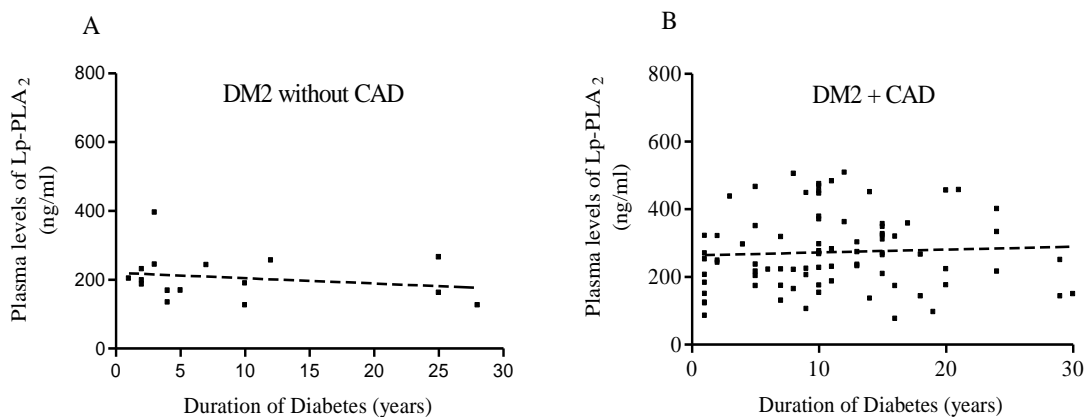 A
Plasma levels of Lp-PLA2
(ng/ml)
800
600
400
200
0
DM2 without CAD
0 5 10 15 20 25 30
Duration of Diabetes (years)
B
Plasma levels of Lp-PLA2
(ng/ml)
800
600
400
200
0
DM2 + CAD
0 10 20 30
Duration of Diabetes (years)